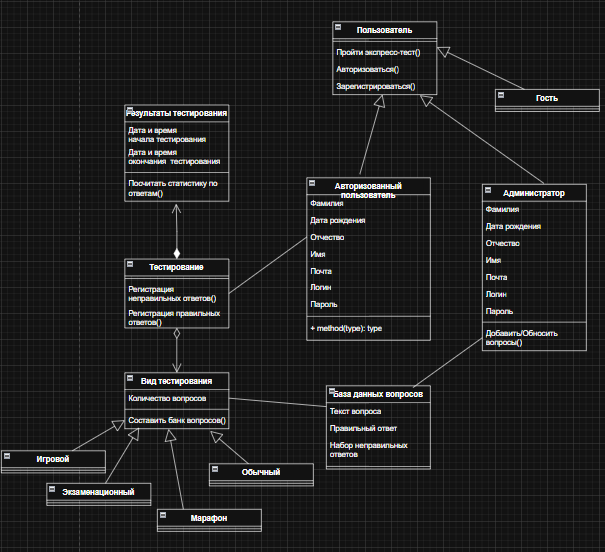 Пользователь
Пройти экспресс-тест()
Авторизоваться()
Зарегистрироваться()
Гость
Результаты тестирования
Дата и время
начала тестирования
Дата и время
окончания тестирования
Посчитать статистику по
ответам()
Авторизованный
пользователь
Фамилия
Дата рождения
Отчество
Имя
Почта
Логин
Пароль
+ method(type): type
Администратор
Фамилия
Дата рождения
Отчество
Имя
Почта
Логин
Пароль
Добавить/Обносить
вопросы()
Тестирование
Регистрация
неправильных ответов()
Регистрация правильных
ответов()
Вид тестирования
Количество вопросов
Составить банк вопросов()
База данных вопросов
Текст вопроса
Правильный ответ
Набор неправильных
ответов
Игровой
Экзаменационный
Марафон
Обычный